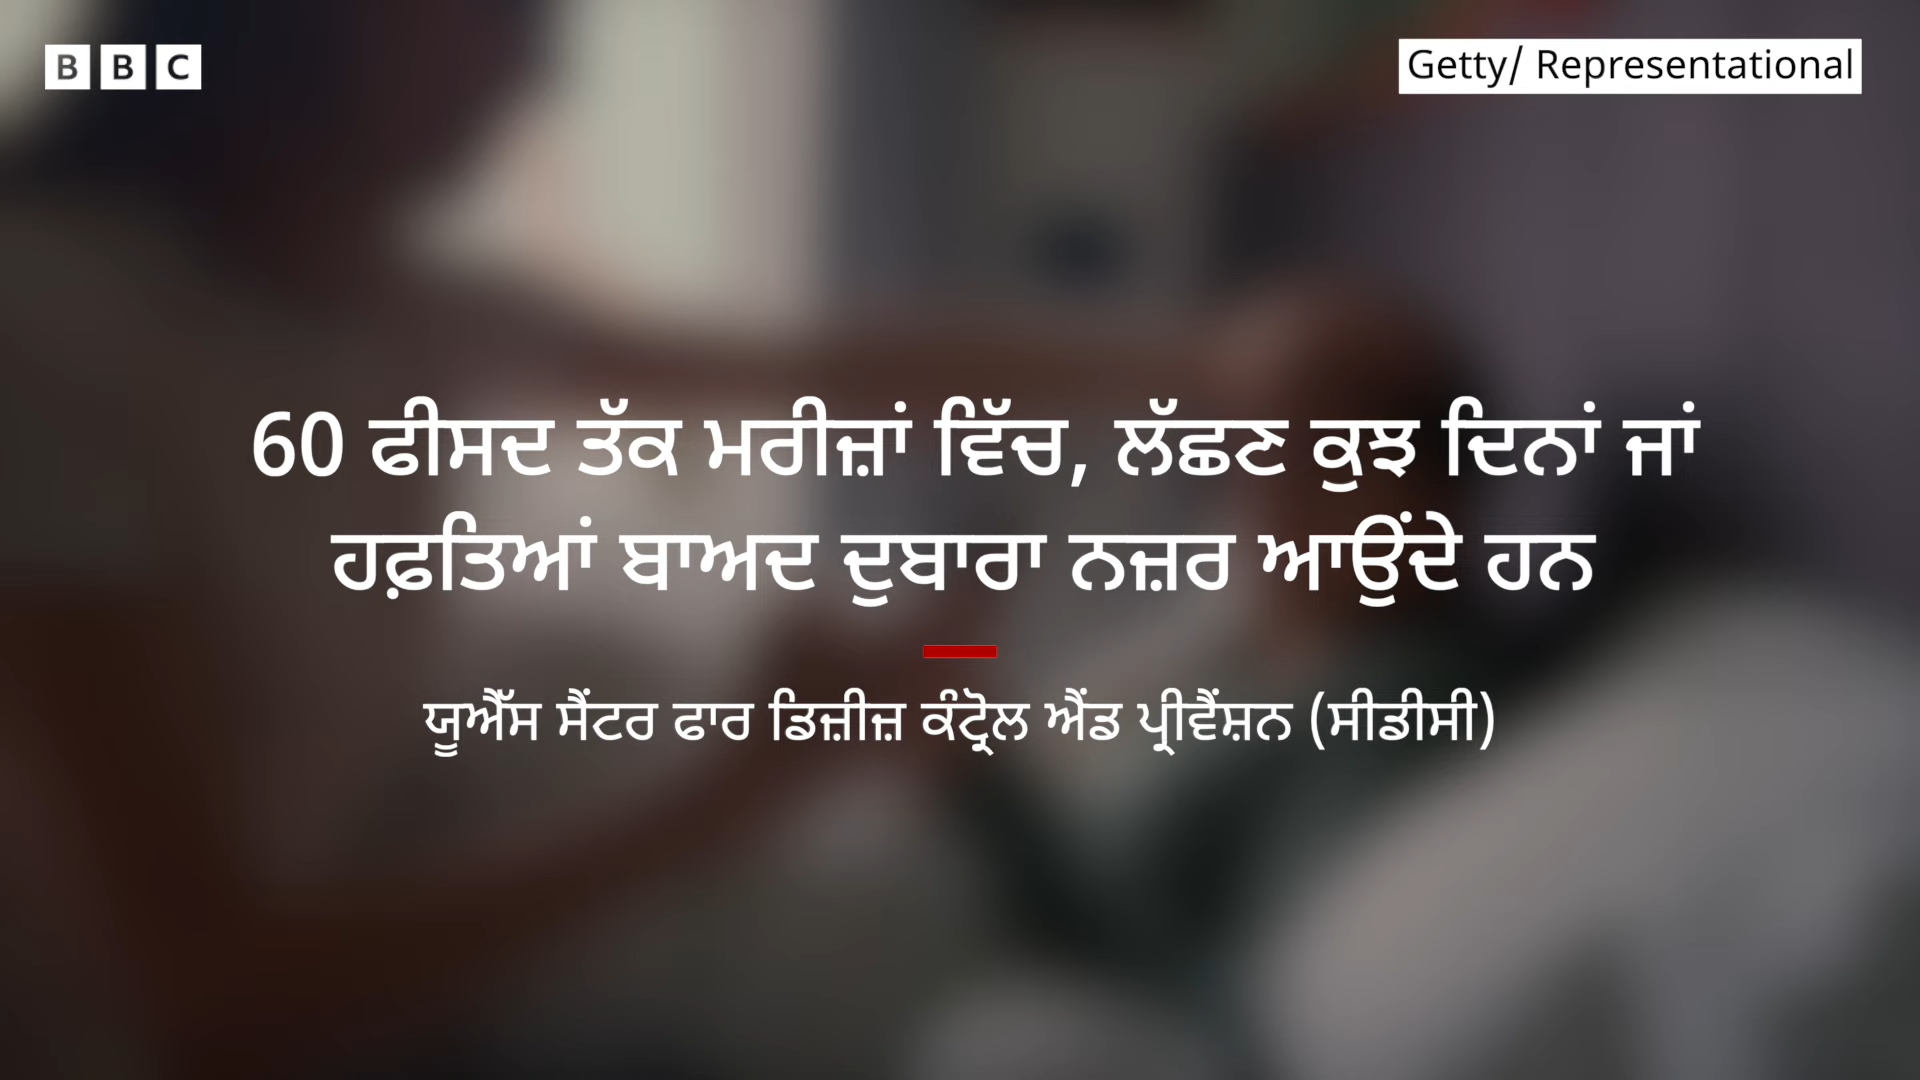 BBC
Getty/ Representational
60 ਫੀਸਦ ਤੱਕ ਮਰੀਜ਼ਾਂ ਵਿੱਚ, ਲੱਛਣ ਕੁਝ ਦਿਨਾਂ ਜਾਂ
ਹਫ਼ਤਿਆਂ ਬਾਅਦ ਦੁਬਾਰਾ ਨਜ਼ਰ ਆਉਂਦੇ ਹਨ
ਯੂਐੱਸ ਸੈਂਟਰ ਫਾਰ ਡਿਜ਼ੀਜ਼ ਕੰਟ੍ਰੋਲ ਐਂਡ ਪ੍ਰੀਵੈਂਸ਼ਨ (ਸੀਡੀਸੀ)